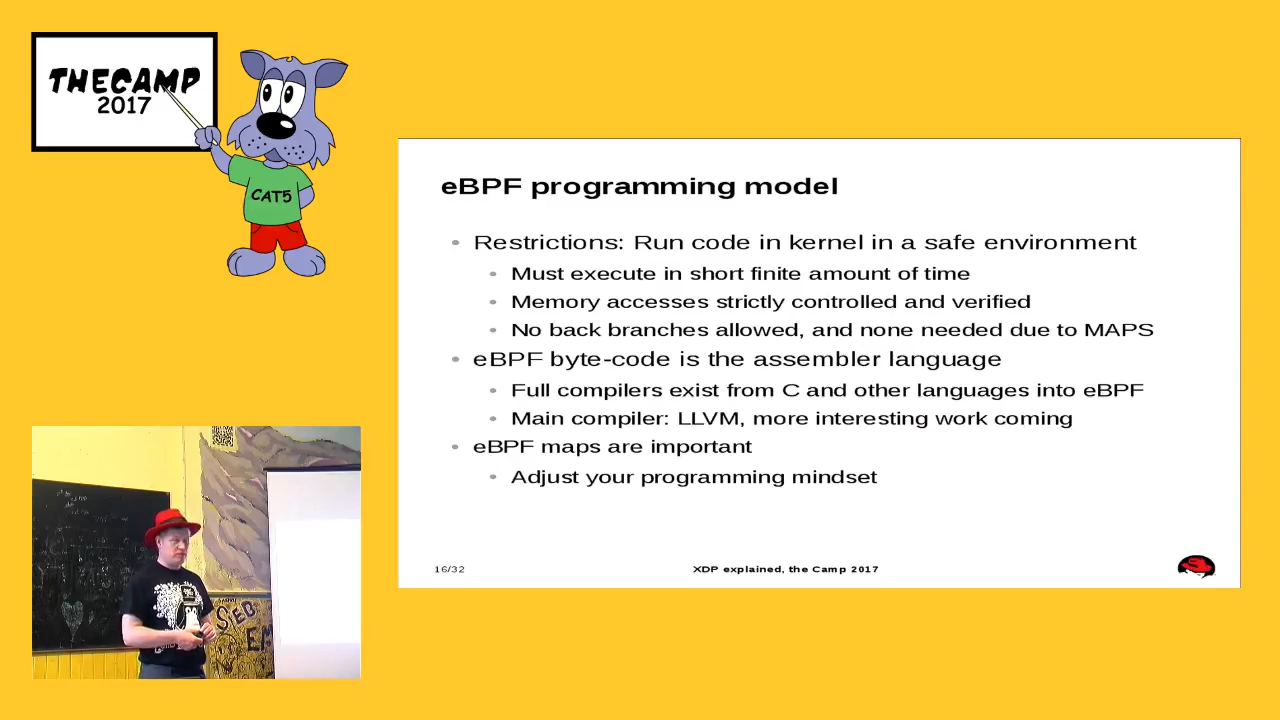 THECAMP
2017
CAT5
eBPF programming model
Restrictions: Run code in kernel in a safe environment
Must execute in short finite amount of time
Memory accesses strictly controlled and verified
No back branches allowed, and none needed due to MAPS
eBPF byte-code is the assembler language
Full compilers exist from C and other languages into eBPF
Main compiler: LLVM, more interesting work coming
eBPF maps are important
Adjust your programming mindset
16/32
XDP explained, the Camp 2017
SEB
EM